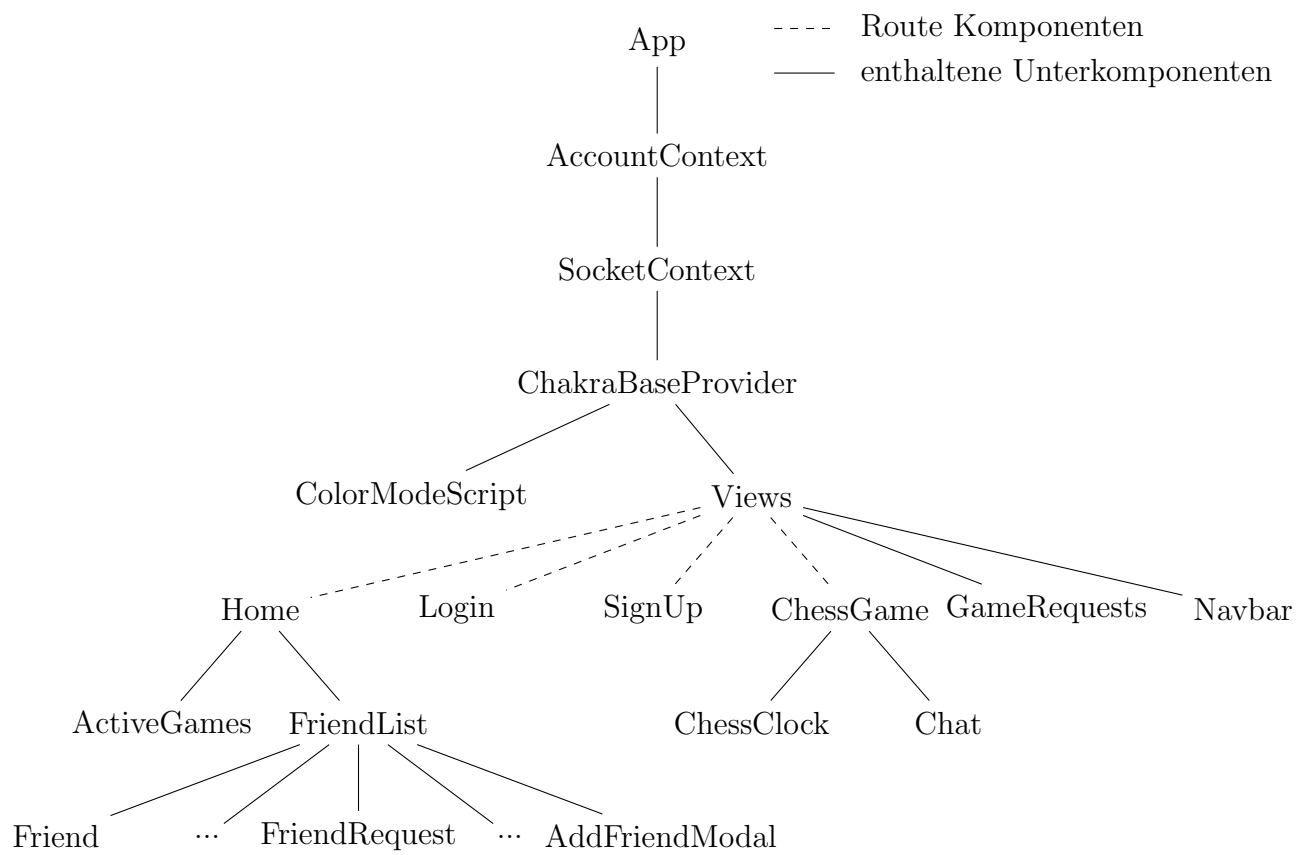 App
Route Komponenten
enthaltene Unterkomponenten
AccountContext
SocketContext
ChakraBaseProvider
ColorModeScript
Views
Home
Login
SignUp
ChessGame
GameRequests
Navbar
ActiveGames
FriendList
ChessClock
Chat
Friend
...
FriendRequest
...
AddFriendModal